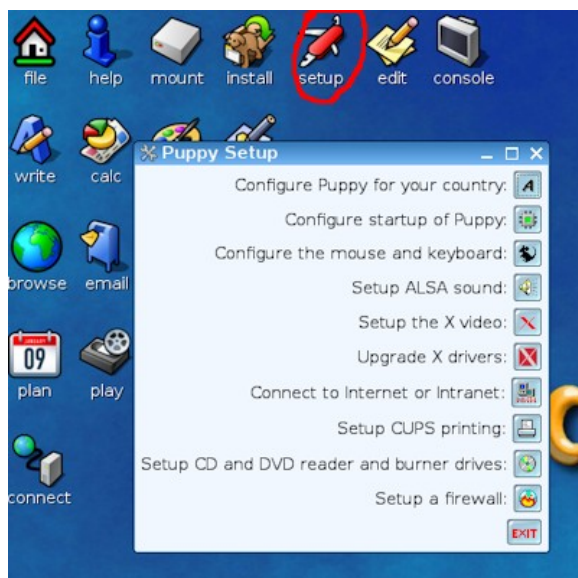 file help mount install setup edit console
write calc
Puppy Setup
Configure Puppy for your country:
Configure startup of Puppy:
Configure the mouse and keyboard:
browse email
Setup ALSA sound:
Setup the X video:
09
Upgrade X drivers:
plan play
Connect to Internet or Intranet:
Setup CUPS printing:
Setup CD and DVD reader and burner drives:
connect
Setup a firewall:
EXIT